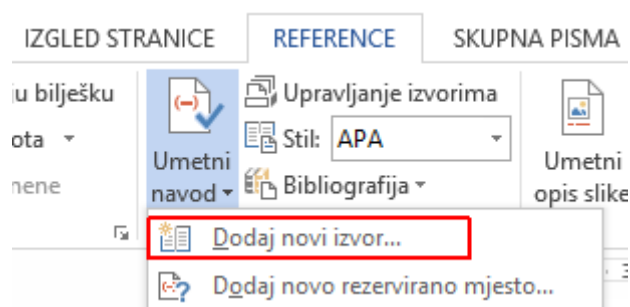 IZGLED STRANICE REFERENCE SKUPNA PISMA
ju bilješku
ota
nene
Umetni
navod
Upravljanje izvorima
Stil: APA
Bibliografija
Umetni
opis slike
Dodaj novi izvor...
Dodaj novo rezervirano mjesto...